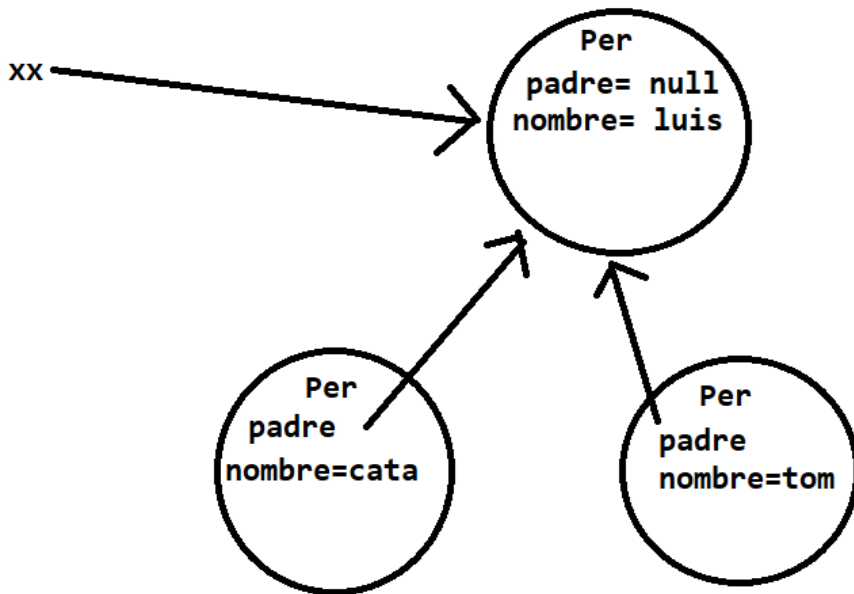 Per
xx
padre= null
nombre= luis
Per
padre
nombre=cata
Per
padre
nombre=tom